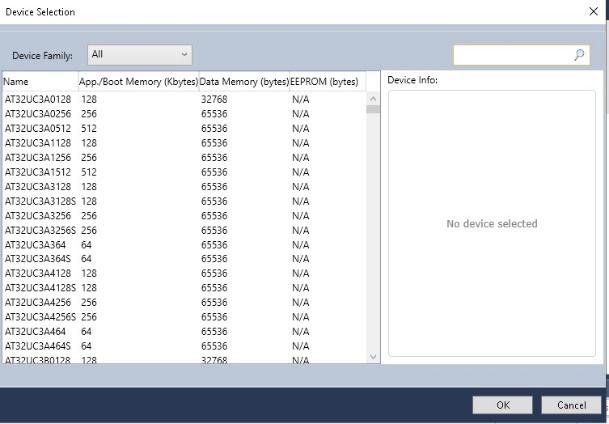 Device Selection
Device Family: All
Name App./Boot Memory (Kbytes) Data Memory (bytes) EEPROM (bytes) Device Info:
AT32UC3A0128 128 32768 N/A
AT32UC3A0256 256 65536 N/A
AT32UC3A0512 512 65536 N/A
AT32UC3A1128 128 65536 N/A
AT32UC3A1256 256 65536 N/A
AT32UC3A1512 512 65536 N/A
AT32UC3A3128 128 65536 N/A
AT32UC3A3128S 128 65536 N/A
AT32UC3A3256 256 65536 N/A
AT32UC3A3256S 256 65536 N/A No device selected
AT32UC3A364 64 65536 N/A
AT32UC3A364S 64 65536 N/A
AT32UC3A4128 128 65536 N/A
AT32UC3A4128S 128 65536 N/A
AT32UC3A4256 256 65536 N/A
AT32UC3A4256S 256 65536 N/A
AT32UC3A464 64 65536 N/A
AT32UC3A464S 64 65536 N/A
AT32UC3B0128 128 32768 N/A
OK Cancel